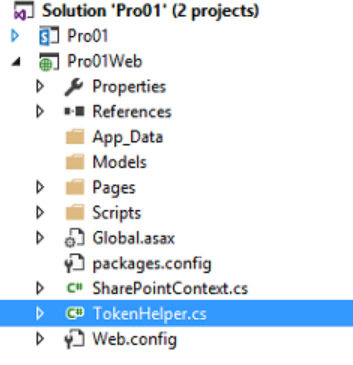 Solution 'Pro01' (2 projects)
Pro01
Pro01Web
Properties
References
App_Data
Models
Pages
Scripts
Global.asax
packages.config
SharePointContext.cs
TokenHelper.cs
Web.config